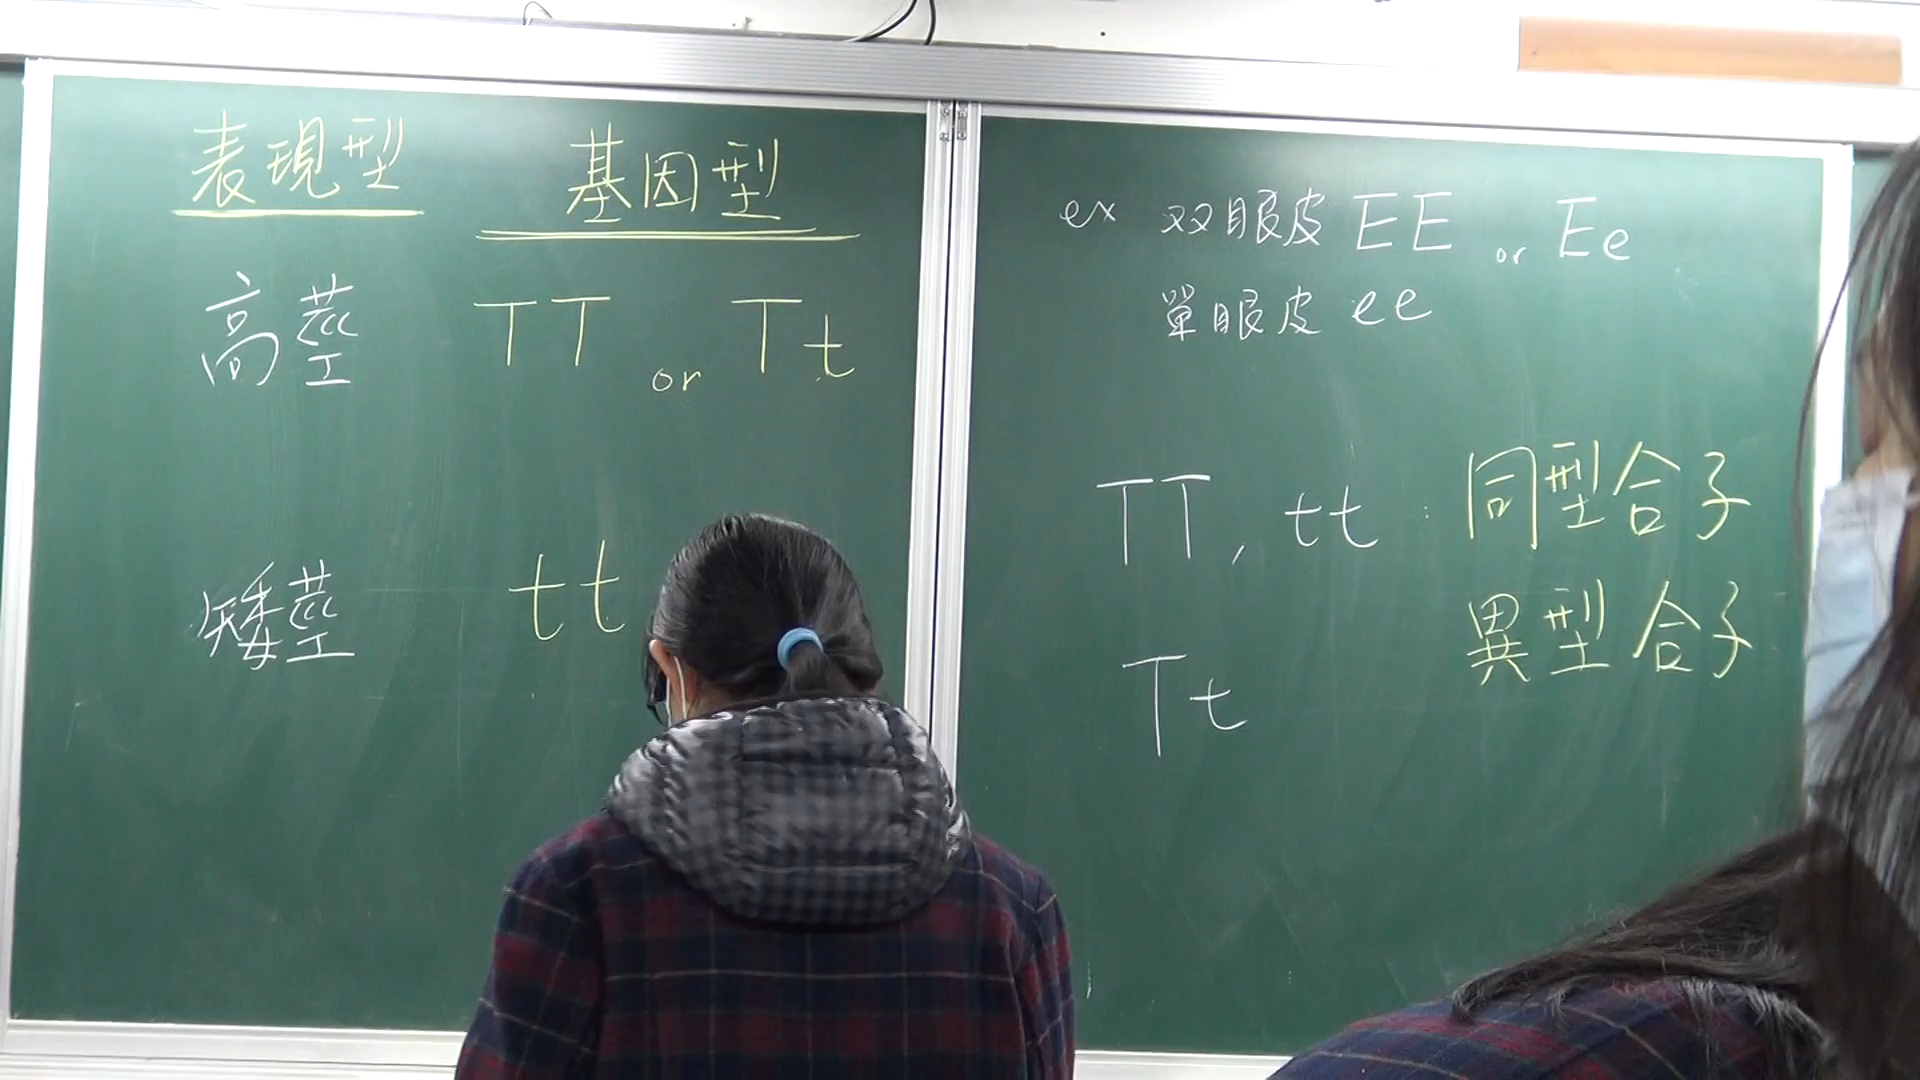 表現型 基因型
高莖 TT or Tt
矮莖 tt
ex 双眼皮 EE or Ee
單眼皮 ee
TT, tt : 同型合子
Tt 異型合子